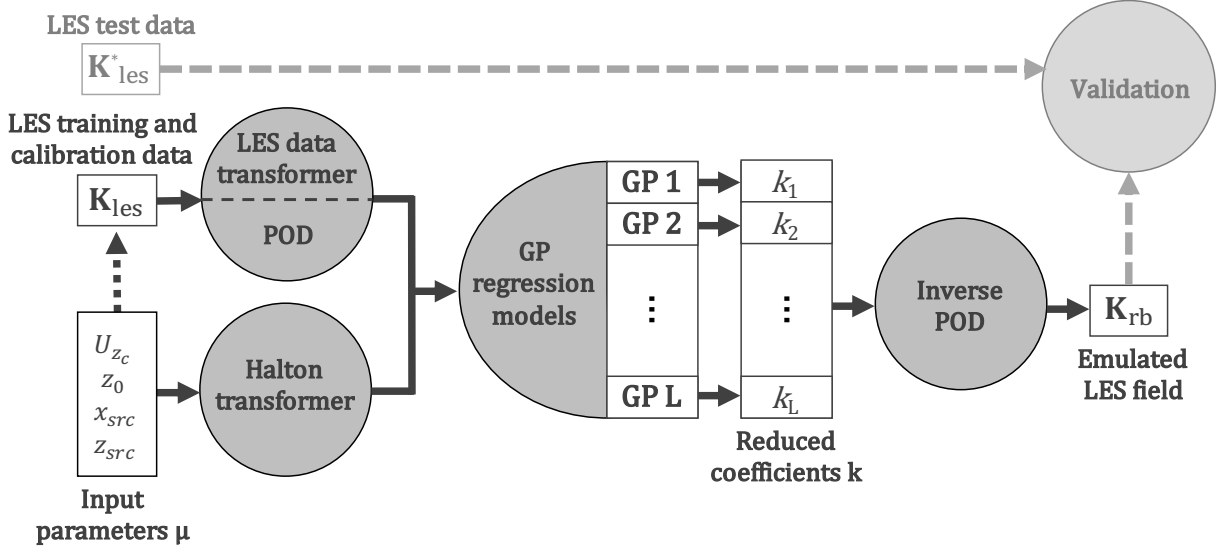 LES test data
K*les
Validation
LES training and
calibration data
Kles
LES data
transformer
POD
Uzc
z0
xsrc
zsrc
Input
parameters μ
Halton
transformer
GP
regression
models
GP 1
GP 2
⋮
GP L
k1
k2
⋮
kL
Reduced
coefficients k
Inverse
POD
Krb
Emulated
LES field